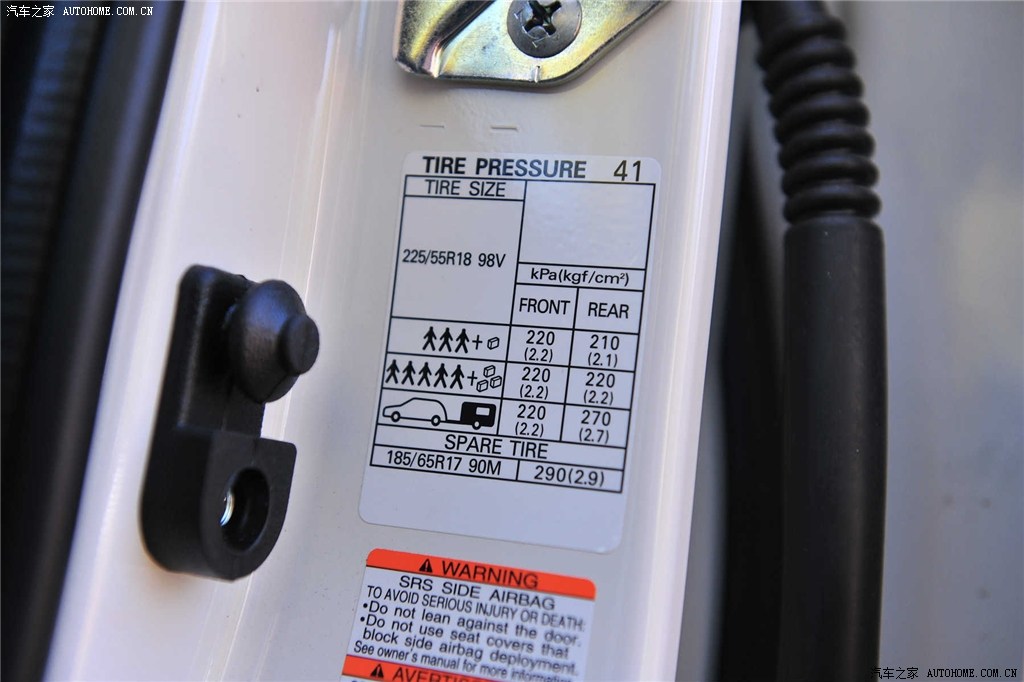 汽车之家 AUTOHOME.COM.CN
TIRE PRESSURE 41
TIRE SIZE
225/55R18 98V
kPa(kgf/cm²)
FRONT REAR
+ 220 (2.2) 210 (2.1)
+ 220 (2.2) 220 (2.2)
220 (2.2) 270 (2.7)
SPARE TIRE
185/65R17 90M 290(2.9)
WARNING
SRS SIDE AIRBAG
TO AVOID SERIOUS INJURY OR DEATH:
•Do not lean against the door.
•Do not use seat covers that
block side airbag deployment.
See owner's manual for more information.
汽车之家 AUTOHOME.COM.CN